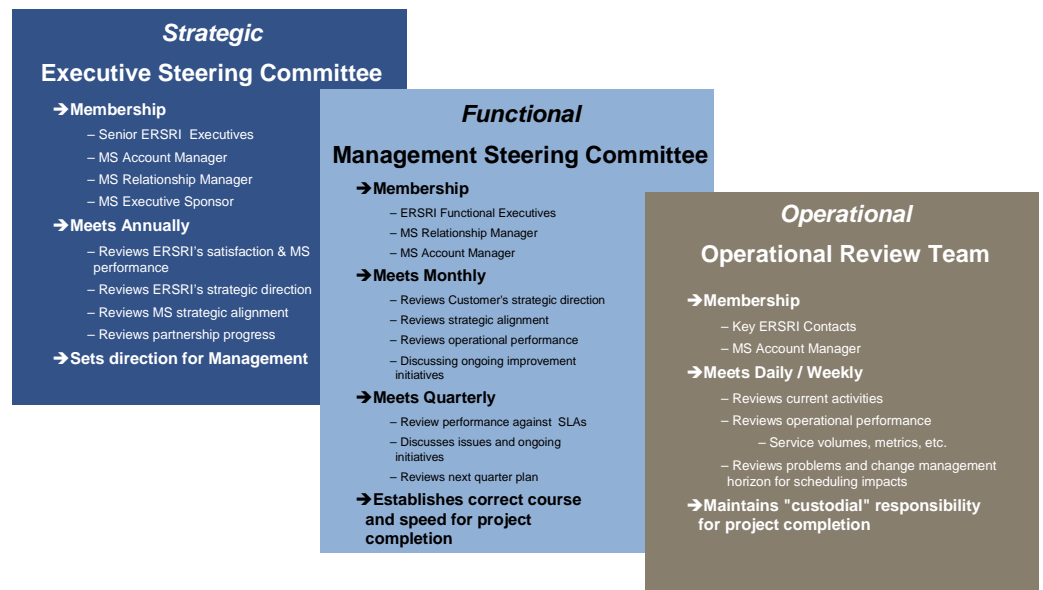 Strategic
Executive Steering Committee
➔Membership
– Senior ERSRI  Executives
– MS Account Manager
– MS Relationship Manager
– MS Executive Sponsor
➔Meets Annually
– Reviews ERSRI's satisfaction & MS
performance
– Reviews ERSRI's strategic direction
– Reviews MS strategic alignment
– Reviews partnership progress
➔Sets direction for Management
Functional
Management Steering Committee
➔Membership
– ERSRI Functional Executives
– MS Relationship Manager
– MS Account Manager
➔Meets Monthly
– Reviews Customer's strategic direction
– Reviews strategic alignment
– Reviews operational performance
– Discussing ongoing improvement
initiatives
➔Meets Quarterly
– Review performance against  SLAs
– Discusses issues and ongoing
initiatives
– Reviews next quarter plan
➔Establishes correct course
and speed for project
completion
Operational
Operational Review Team
➔Membership
– Key ERSRI Contacts
– MS Account Manager
➔Meets Daily / Weekly
– Reviews current activities
– Reviews operational performance
– Service volumes, metrics, etc.
– Reviews problems and change management
horizon for scheduling impacts
➔Maintains "custodial" responsibility
for project completion